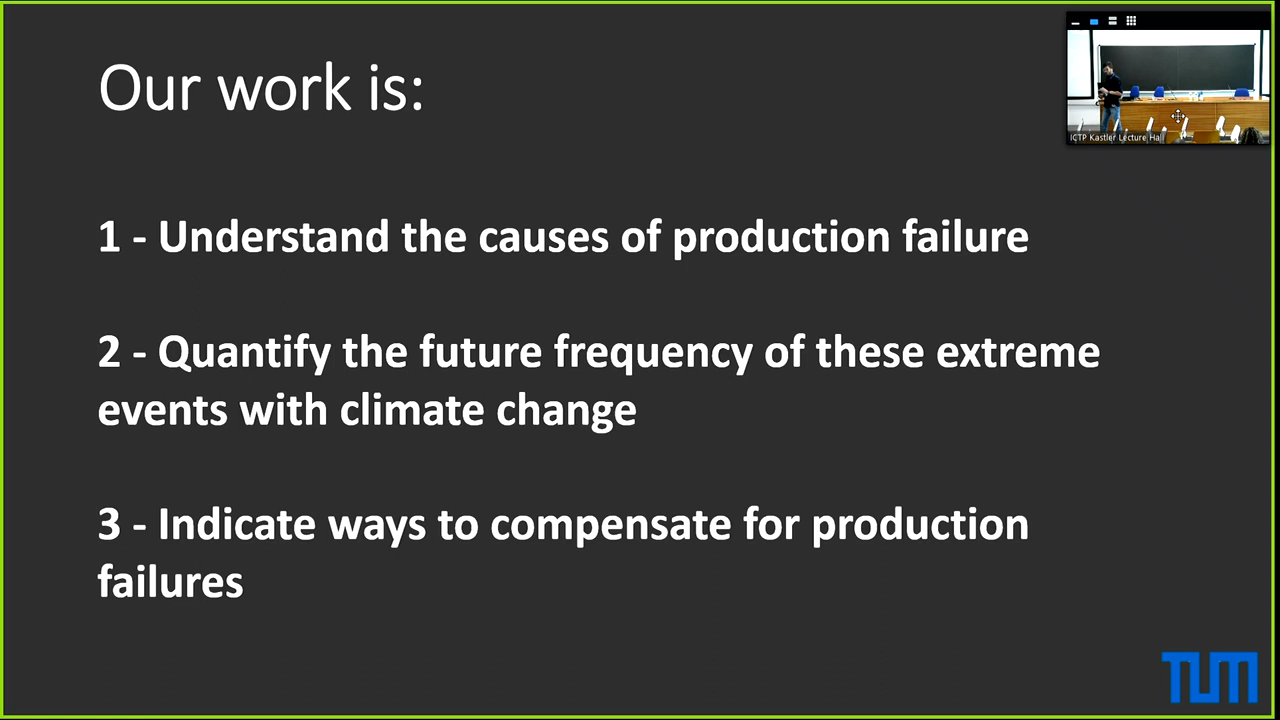 Our work is:
1 - Understand the causes of production failure
2 - Quantify the future frequency of these extreme
events with climate change
3 - Indicate ways to compensate for production
failures
ICTP Kastler Lecture Hal
TUM